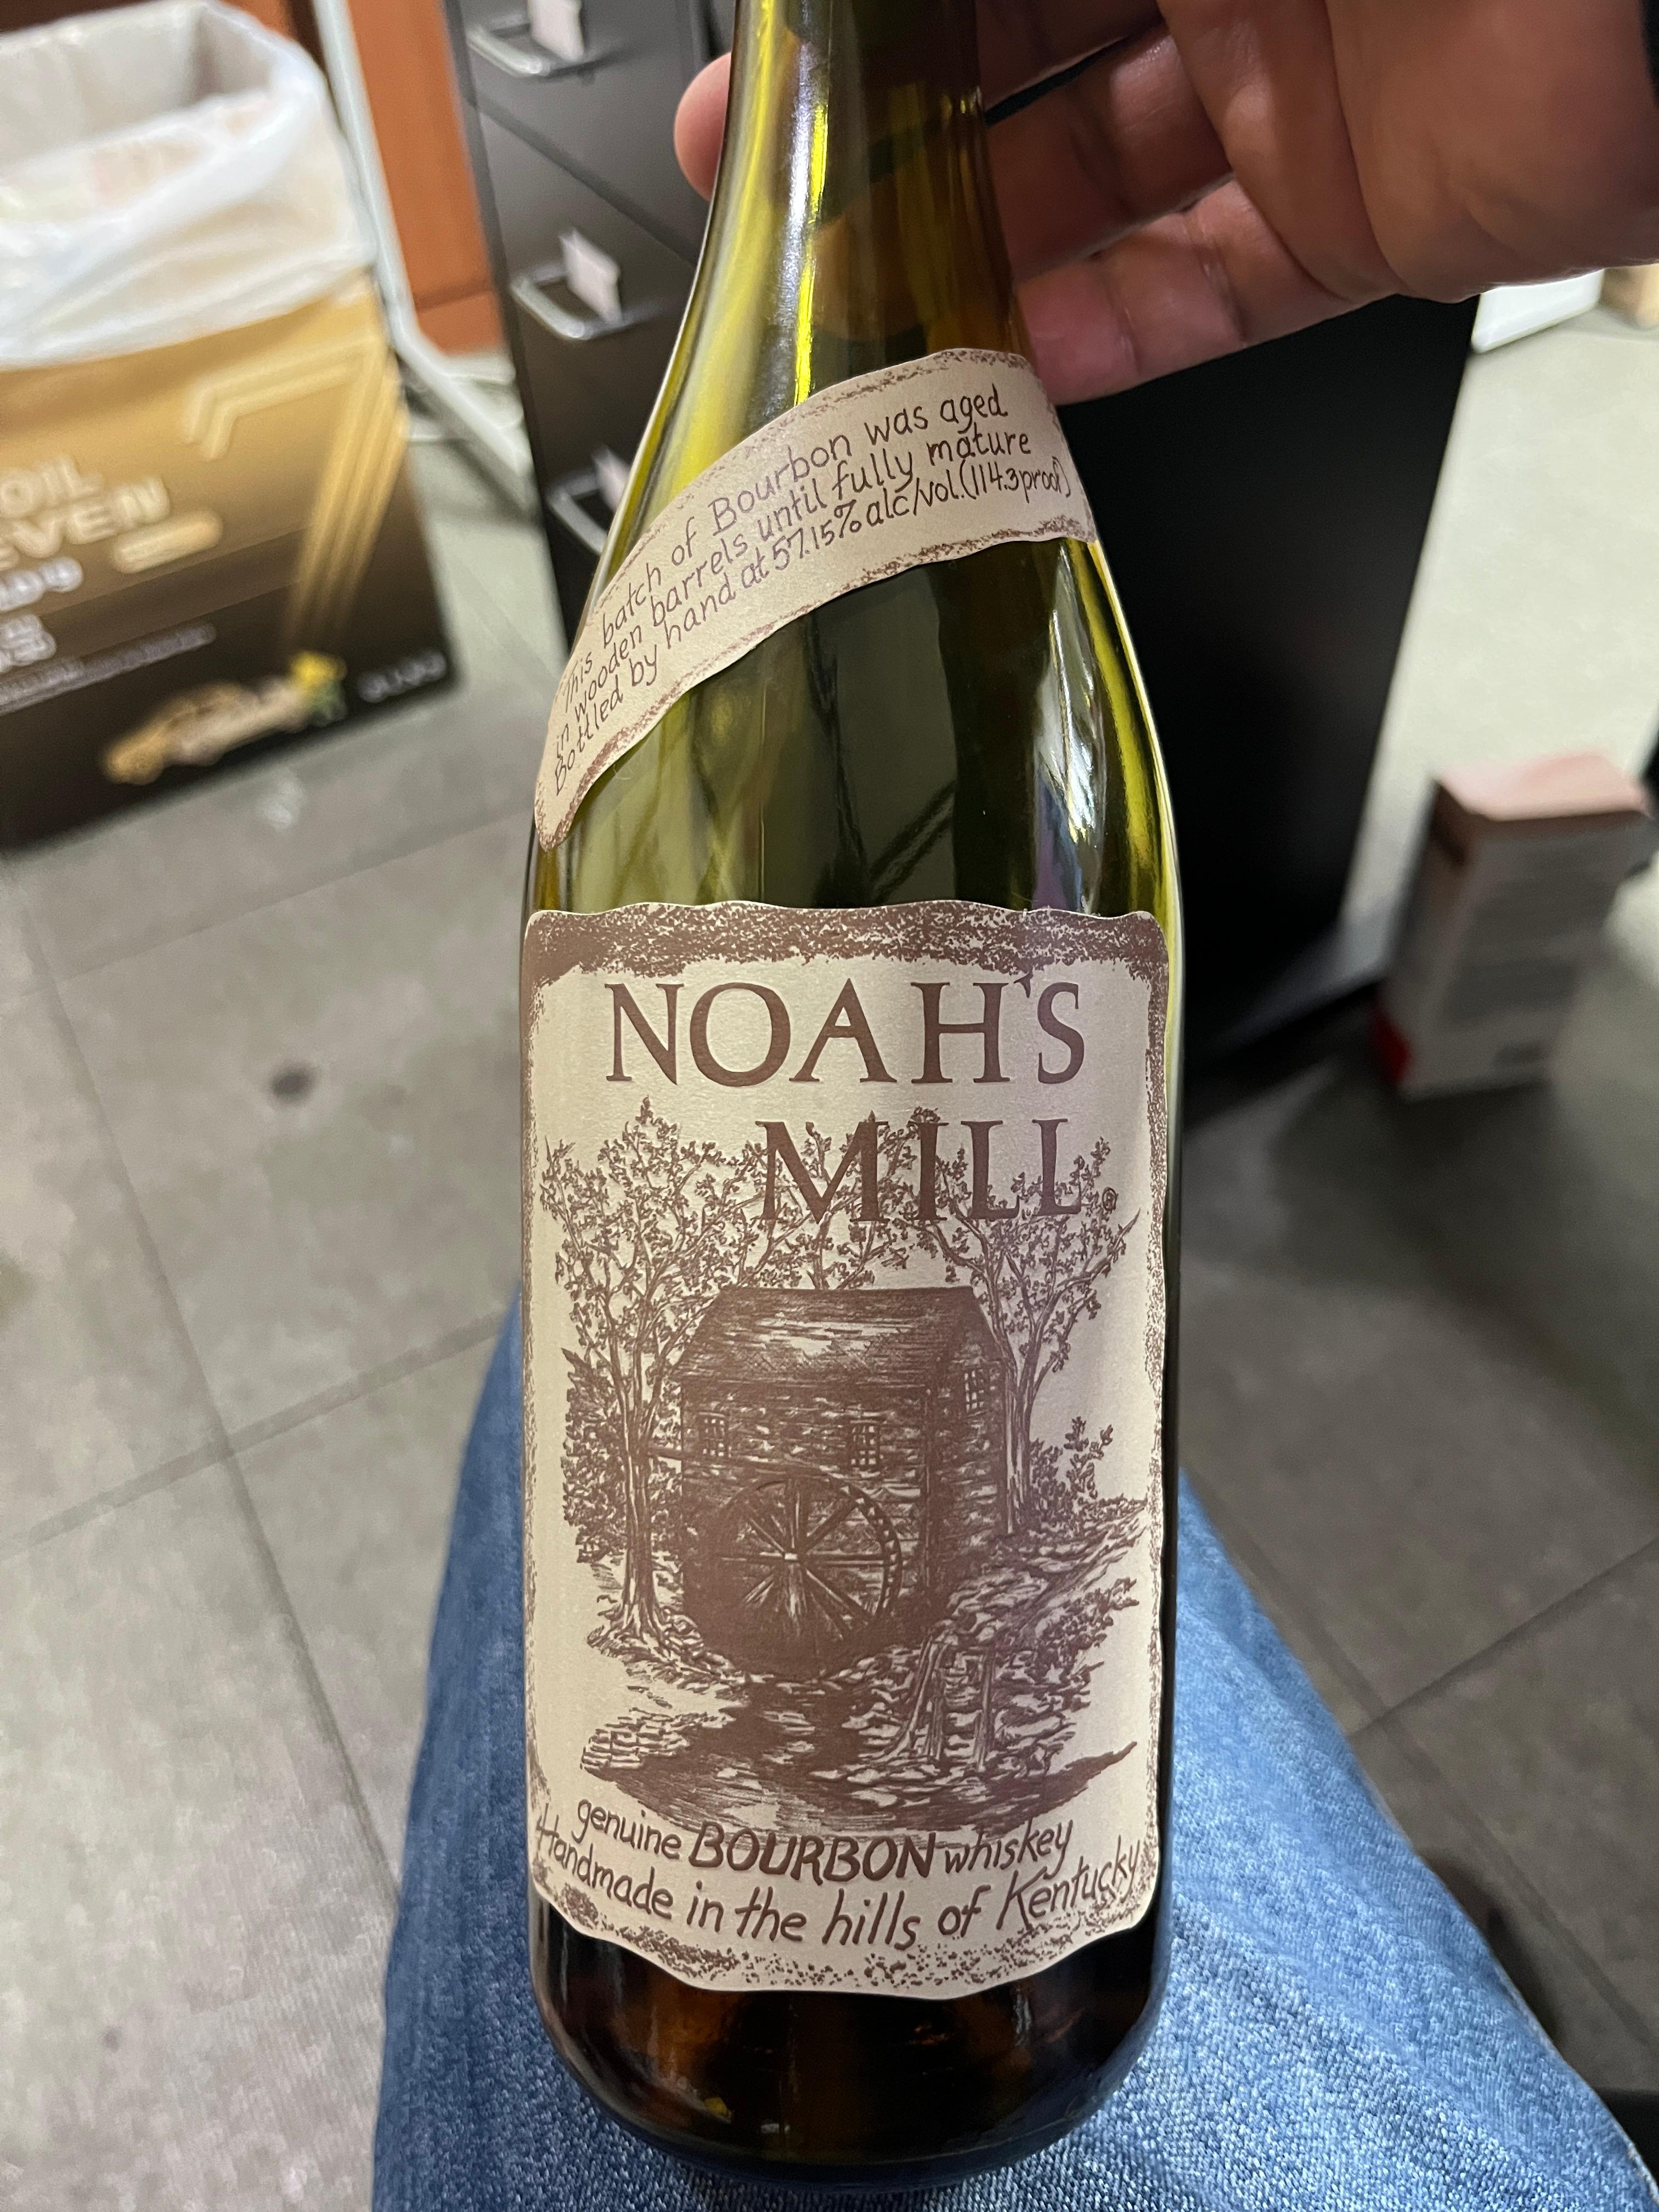 This batch of Bourbon was aged
in wooden barrels until fully mature
Bottled by hand at 57.15% alc/vol.(114.3 proof)
NOAH'S
MILL®
genuine BOURBON whiskey
Handmade in the hills of Kentucky
OIL